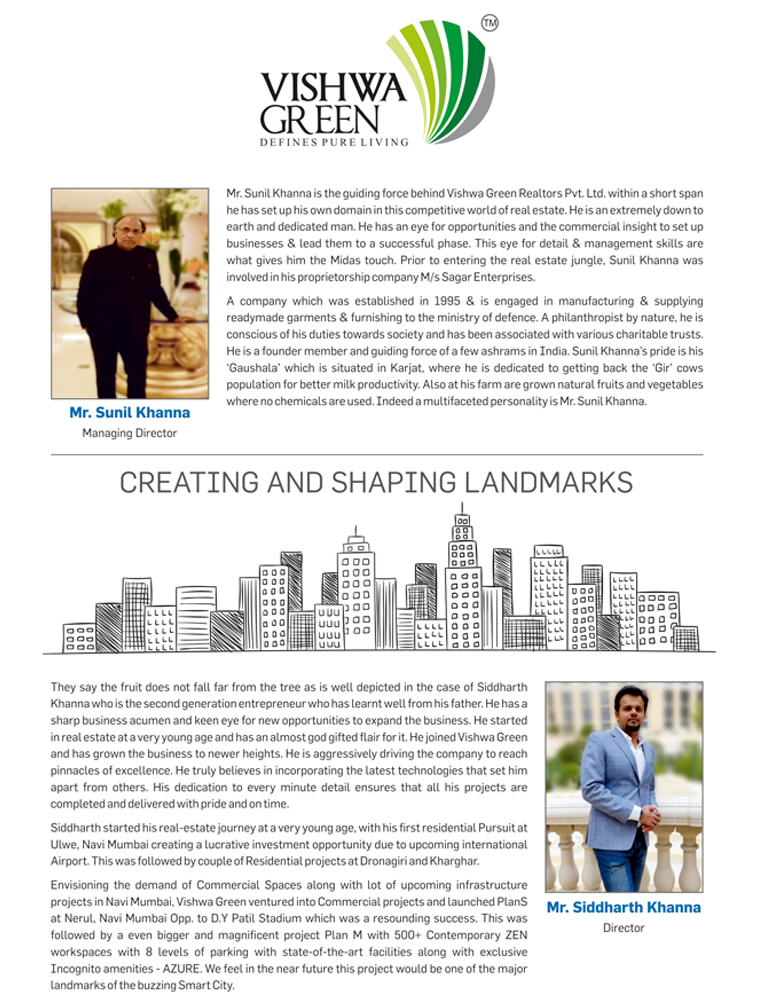 TM
VISHWA
GREEN
DEFINES PURE LIVING
Mr. Sunil Khanna is the guiding force behind Vishwa Green Realtors Pvt. Ltd. within a short span
he has set up his own domain in this competitive world of real estate. He is an extremely down to
earth and dedicated man. He has an eye for opportunities and the commercial insight to set up
businesses & lead them to a successful phase. This eye for detail & management skills are
what gives him the Midas touch. Prior to entering the real estate jungle, Sunil Khanna was
involved in his proprietorship company M/s Sagar Enterprises.
A company which was established in 1995 & is engaged in manufacturing & supplying
readymade garments & furnishing to the ministry of defence. A philanthropist by nature, he is
conscious of his duties towards society and has been associated with various charitable trusts.
He is a founder member and guiding force of a few ashrams in India. Sunil Khanna's pride is his
'Gaushala' which is situated in Karjat, where he is dedicated to getting back the 'Gir' cows
population for better milk productivity. Also at his farm are grown natural fruits and vegetables
where no chemicals are used. Indeed a multifaceted personality is Mr. Sunil Khanna.
Mr. Sunil Khanna
Managing Director
CREATING AND SHAPING LANDMARKS
They say the fruit does not fall far from the tree as is well depicted in the case of Siddharth
Khanna who is the second generation entrepreneur who has learnt well from his father. He has a
sharp business acumen and keen eye for new opportunities to expand the business. He started
in real estate at a very young age and has an almost god gifted flair for it. He joined Vishwa Green
and has grown the business to newer heights. He is aggressively driving the company to reach
pinnacles of excellence. He truly believes in incorporating the latest technologies that set him
apart from others. His dedication to every minute detail ensures that all his projects are
completed and delivered with pride and on time.
Siddharth started his real-estate journey at a very young age, with his first residential Pursuit at
Ulwe, Navi Mumbai creating a lucrative investment opportunity due to upcoming international
Airport. This was followed by couple of Residential projects at Dronagiri and Kharghar.
Envisioning the demand of Commercial Spaces along with lot of upcoming infrastructure
projects in Navi Mumbai, Vishwa Green ventured into Commercial projects and launched PlanS
at Nerul, Navi Mumbai Opp. to D.Y Patil Stadium which was a resounding success. This was
followed by a even bigger and magnificent project Plan M with 500+ Contemporary ZEN
workspaces with 8 levels of parking with state-of-the-art facilities along with exclusive
Incognito amenities - AZURE. We feel in the near future this project would be one of the major
landmarks of the buzzing Smart City.
Mr. Siddharth Khanna
Director